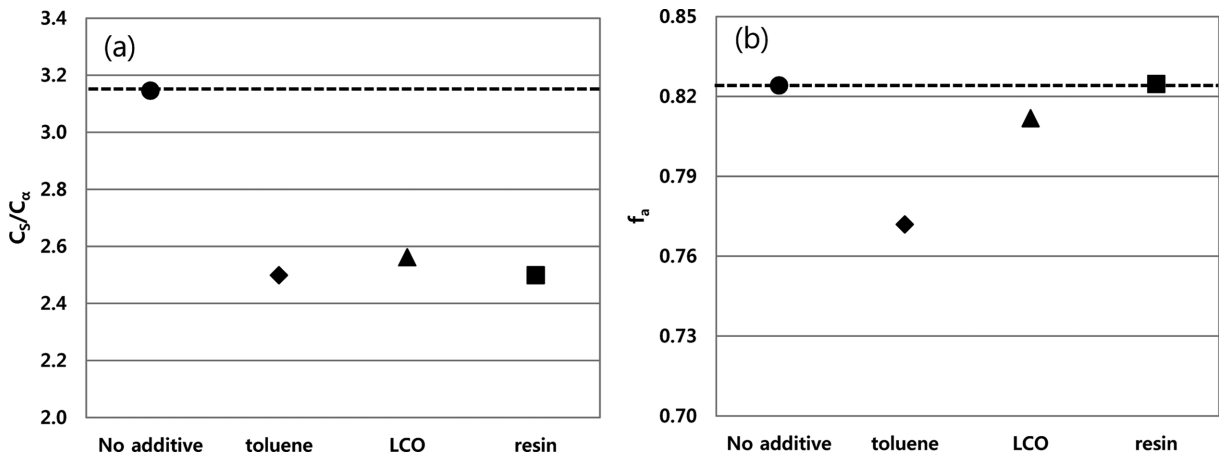 (a)
3.4
3.2
3.0
2.8
2.6
2.4
2.2
2.0
CS/Cα
No additive toluene LCO resin
(b)
0.85
0.82
0.79
0.76
0.73
0.70
fa
No additive toluene LCO resin